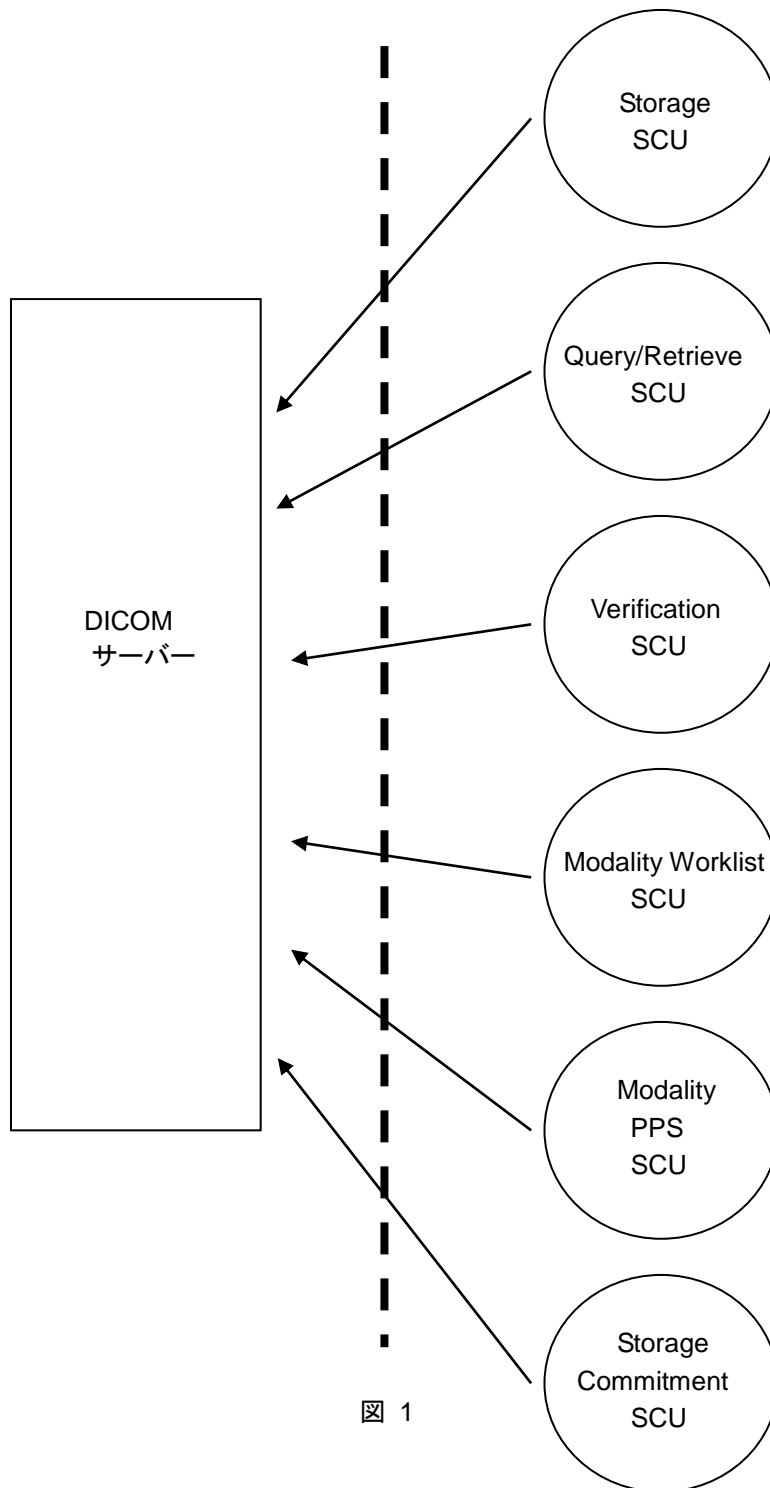 Storage
SCU
Query/Retrieve
SCU
DICOM
サーバー
Verification
SCU
Modality Worklist
SCU
Modality
PPS
SCU
Storage
Commitment
SCU
図 1